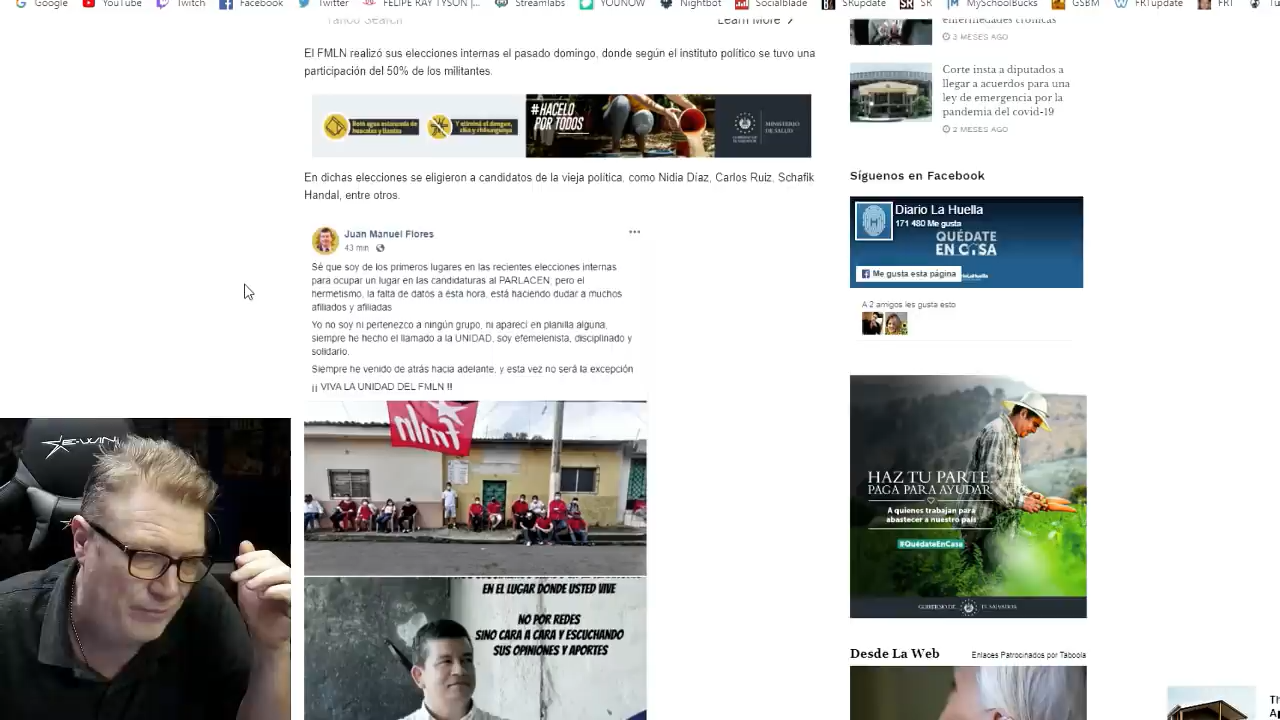 Google
YouTube
Twitch
Facebook
Twitter
FELIPE RAY TYSON |...
Streamlabs
YOUNOW
Nightbot
Socialblade
SRupdate
SR
MySchoolBucks
GSBM
FRTupdate
FRT
Yahoo Search
Learn More
El FMLN realizó sus elecciones internas el pasado domingo, donde según el instituto político se tuvo una
participación del 50% de los militantes.
#HACELO
POR TODOS
MINISTERIO
DE SALUD
En dichas elecciones se eligieron a candidatos de la vieja política, como Nidia Díaz, Carlos Ruiz, Schafik
Handal, entre otros.
Juan Manuel Flores
43 min
Sé que soy de los primeros lugares en las recientes elecciones internas
para ocupar un lugar en las candidaturas al PARLACEN, pero el
hermetismo, la falta de datos a ésta hora, está haciendo dudar a muchos
afiliados y afiliadas
Yo no soy ni pertenezco a ningún grupo, ni aparecí en planilla alguna,
siempre he hecho el llamado a la UNIDAD, soy efemelenista, disciplinado y
solidario.
Siempre he venido de atrás hacia adelante, y esta vez no será la excepción
¡¡ VIVA LA UNIDAD DEL FMLN !!
fmln
EN EL LUGAR DONDE USTED VIVE
NO POR REDES
SINO CARA A CARA Y ESCUCHANDO
SUS OPINIONES Y APORTES
E-WIN
enfermedades crónicas
3 MESES AGO
Corte insta a diputados a
llegar a acuerdos para una
ley de emergencia por la
pandemia del covid-19
2 MESES AGO
Síguenos en Facebook
Diario La Huella
171 480 Me gusta
QUÉDATE
EN CASA
Me gusta esta página
A 2 amigos les gusta esto
HAZ TU PARTE:
PAGA PARA AYUDAR
A quienes trabajan para
abastecer a nuestro país
#QuédateEnCasa
GOBIERNO DE EL SALVADOR
Desde La Web
Enlaces Patrocinados por Taboola